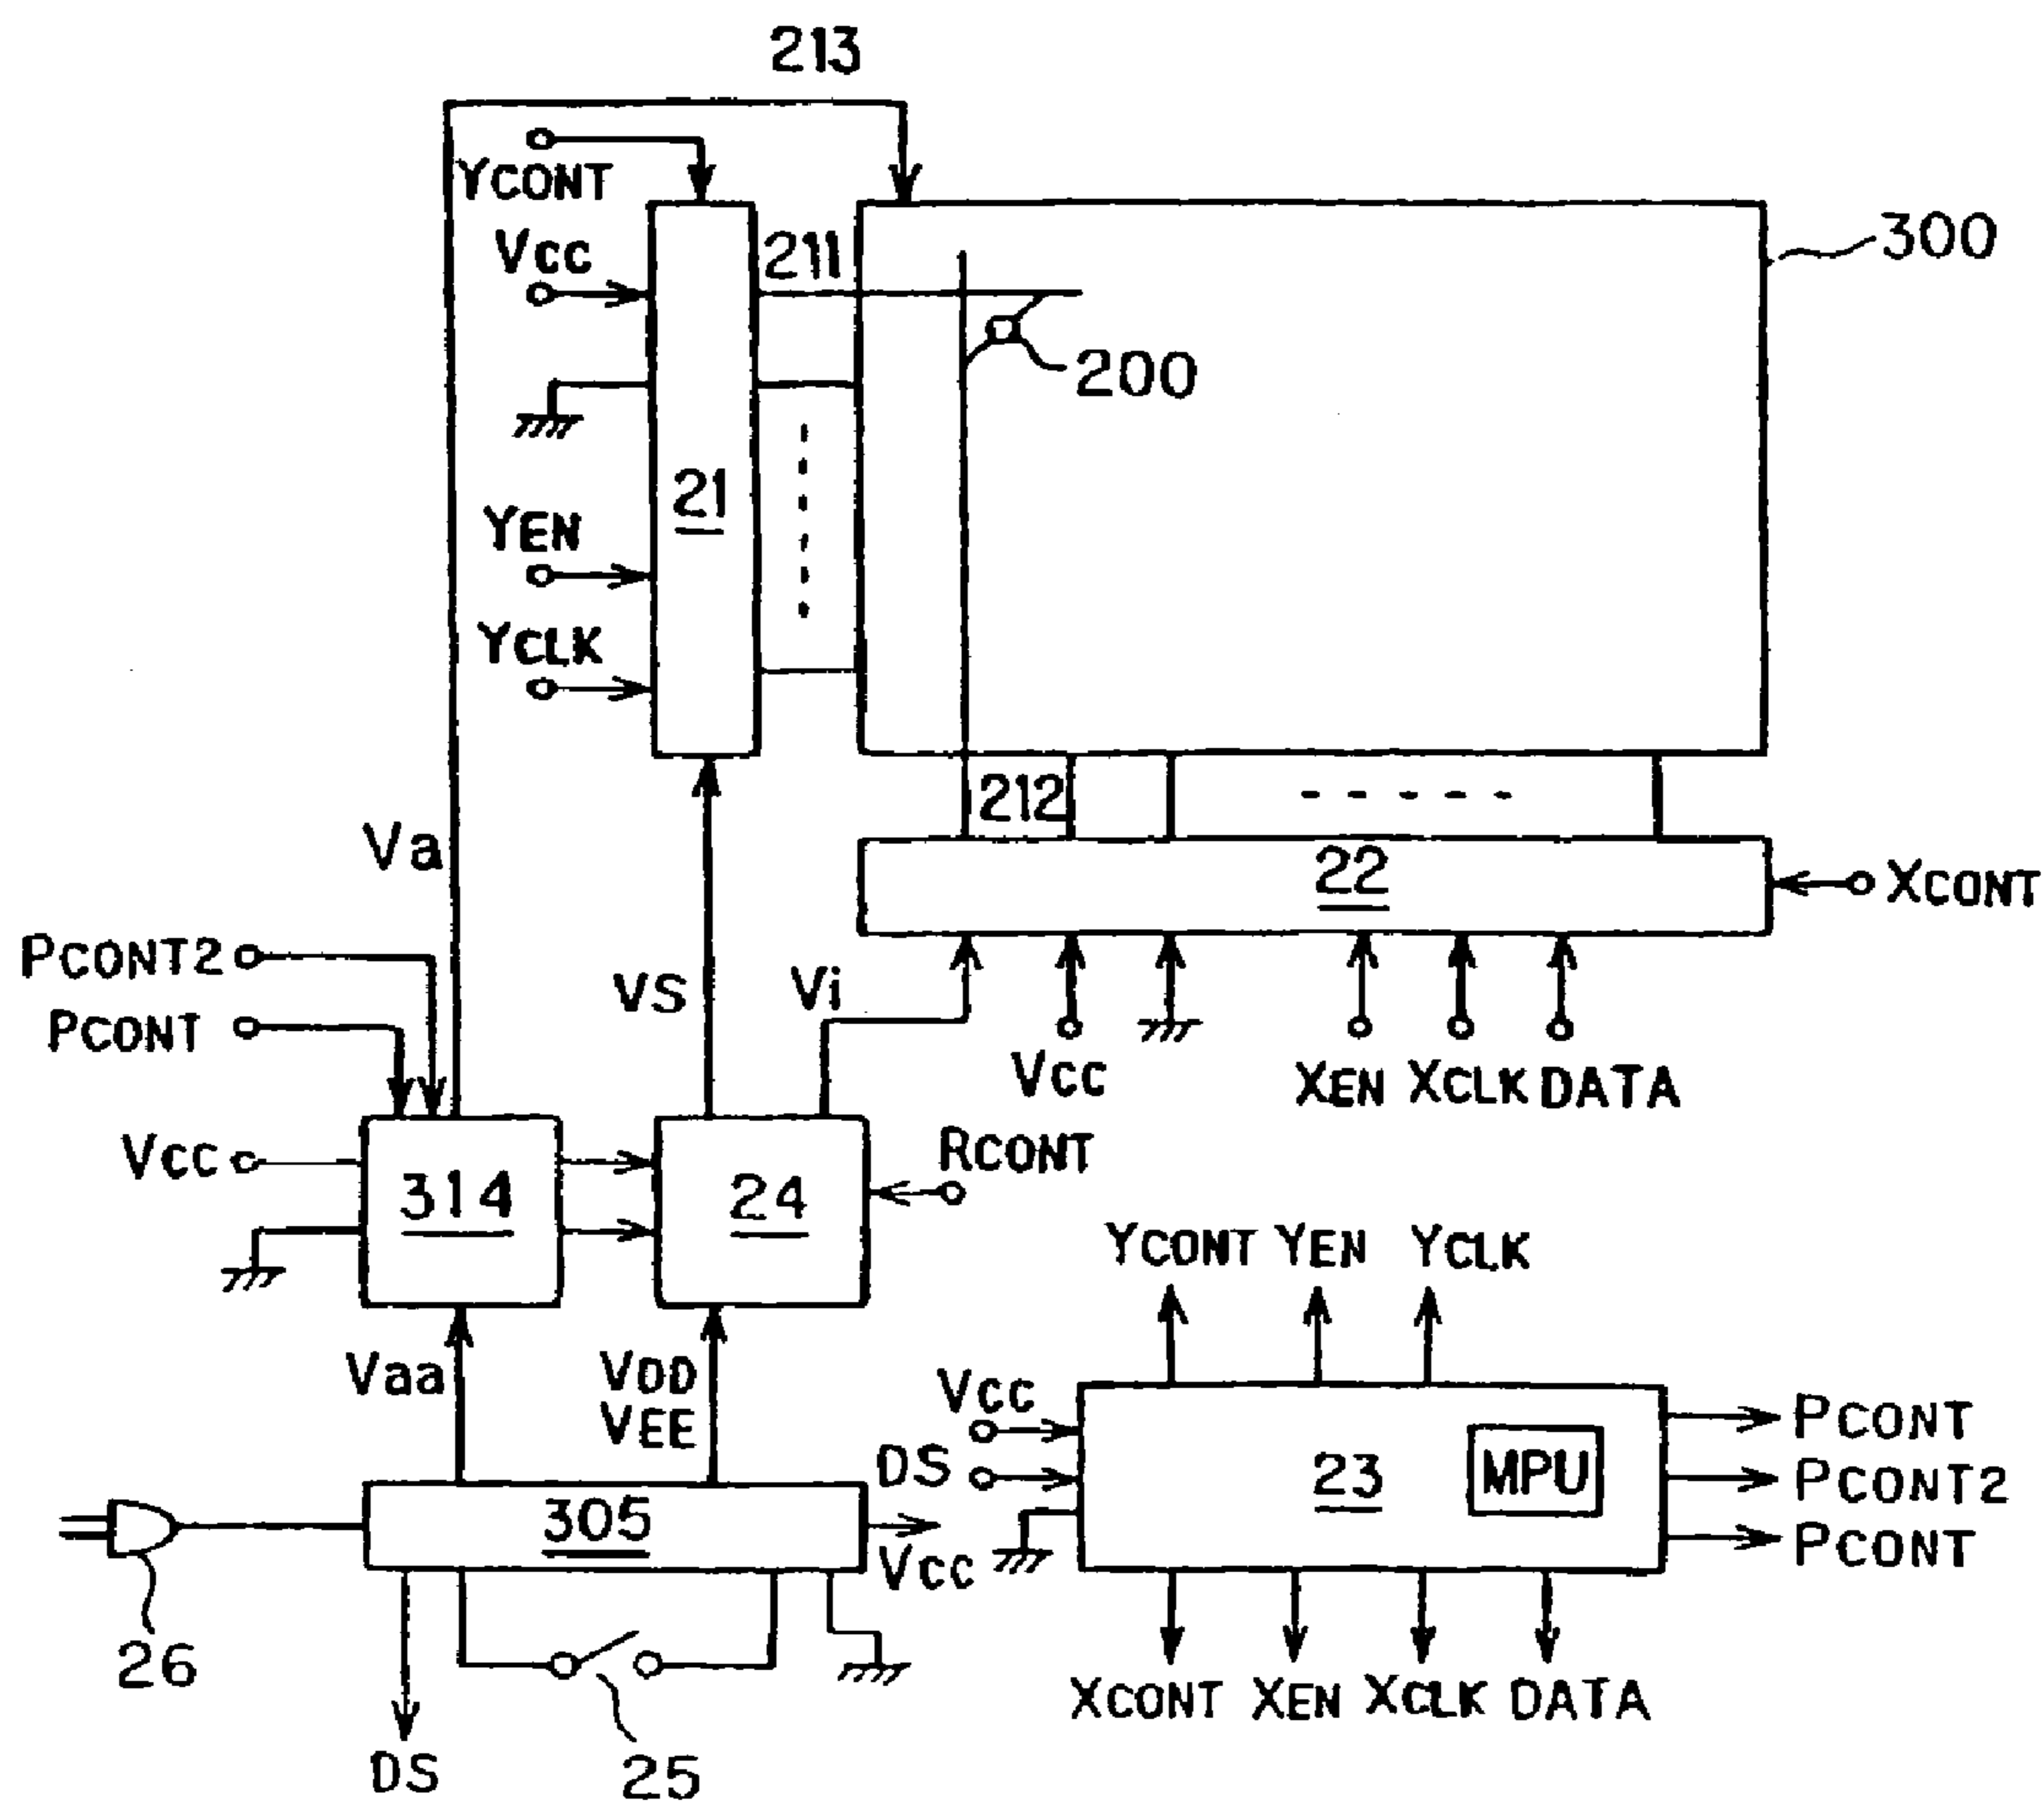 213
YCONT
VCC
211
300
200
21
YEN
YCLK
212
22
XCONT
Va
PCONT2
VS
Vi
PCONT
VCC
XEN XCLK DATA
VCC
314
24
RCONT
YCONT YEN YCLK
Vaa
VDD
VEE
VCC
DS
23
MPU
PCONT
PCONT2
PCONT
305
VCC
26
XCONT XEN XCLK DATA
DS
25